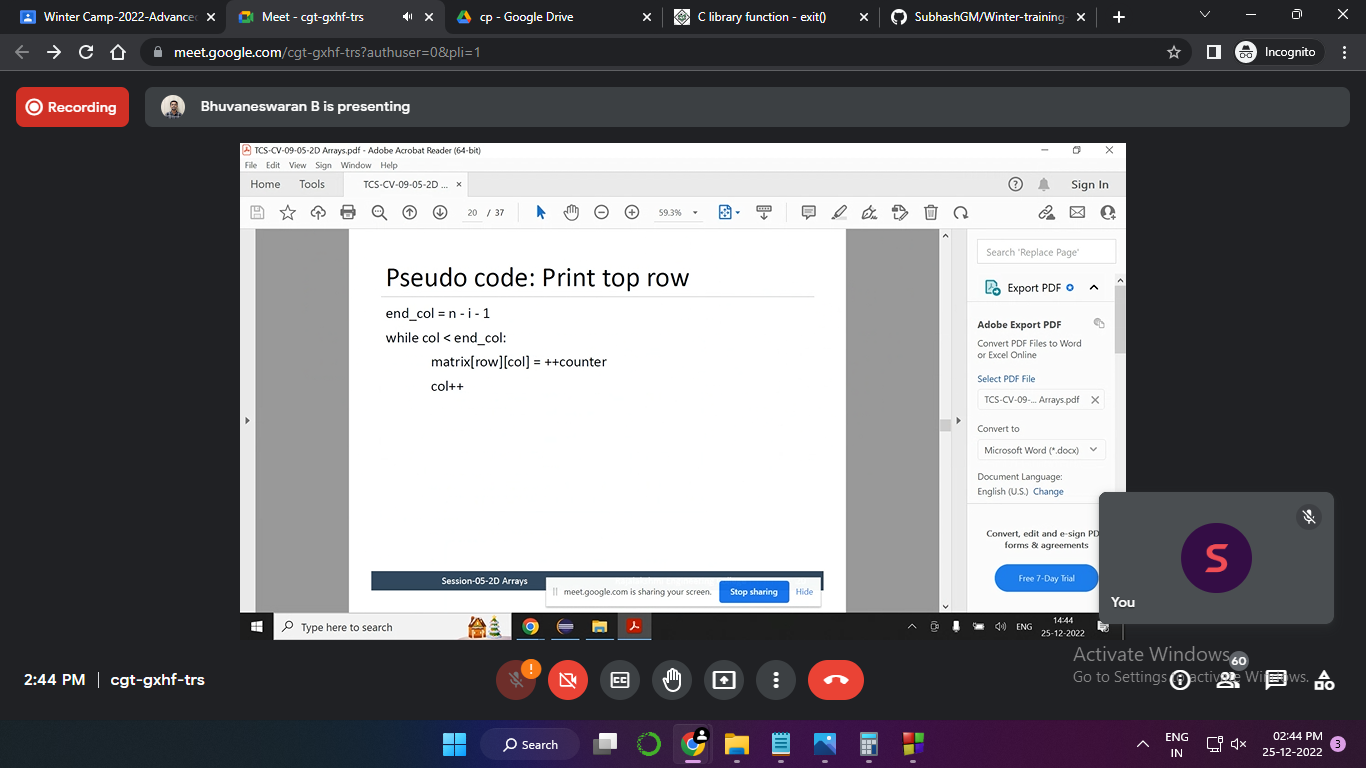 Winter Camp-2022-Advance
Meet - cgt-gxhf-trs
cp - Google Drive
C library function - exit()
SubhashGM/Winter-training
meet.google.com/cgt-gxhf-trs?authuser=0&pli=1
Incognito
Recording
Bhuvaneswaran B is presenting
TCS-CV-09-05-2D Arrays.pdf - Adobe Acrobat Reader (64-bit)
File Edit View Sign Window Help
Home Tools TCS-CV-09-05-2D ... × Sign In
20 / 37 59.3%
Search 'Replace Page'
Export PDF
Adobe Export PDF
Convert PDF Files to Word
or Excel Online
Select PDF File
TCS-CV-09-... Arrays.pdf
Convert to
Microsoft Word (*.docx)
Document Language:
English (U.S.) Change
Convert, edit and e-sign PD
forms & agreements
Free 7-Day Trial
Pseudo code: Print top row
end_col = n - i - 1
while col < end_col:
matrix[row][col] = ++counter
col++
Session-05-2D Arrays
meet.google.com is sharing your screen. Stop sharing Hide
Type here to search
ENG
14:44
25-12-2022
S
You
2:44 PM | cgt-gxhf-trs
60
Activate Windows
Go to Settings to activate Windows.
Search
ENG
IN
02:44 PM
25-12-2022
3